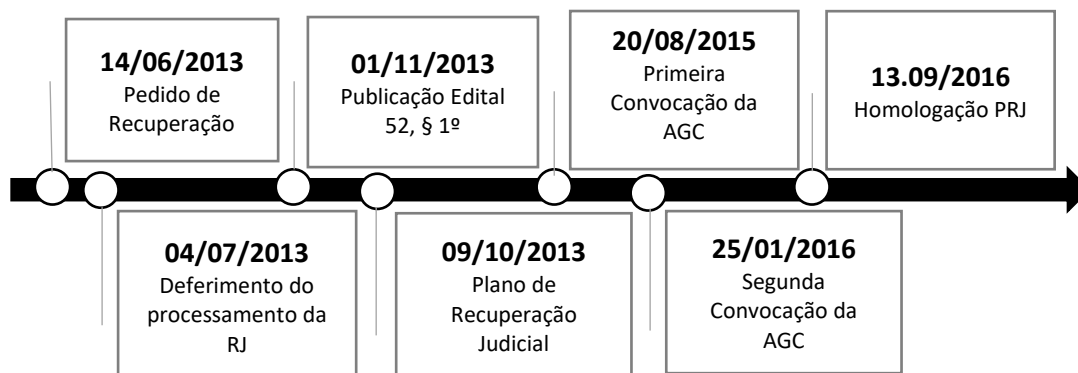 14/06/2013
Pedido de
Recuperação
01/11/2013
Publicação Edital
52, § 1º
20/08/2015
Primeira
Convocação da
AGC
13.09/2016
Homologação PRJ
04/07/2013
Deferimento do
processamento da
RJ
09/10/2013
Plano de
Recuperação
Judicial
25/01/2016
Segunda
Convocação da
AGC